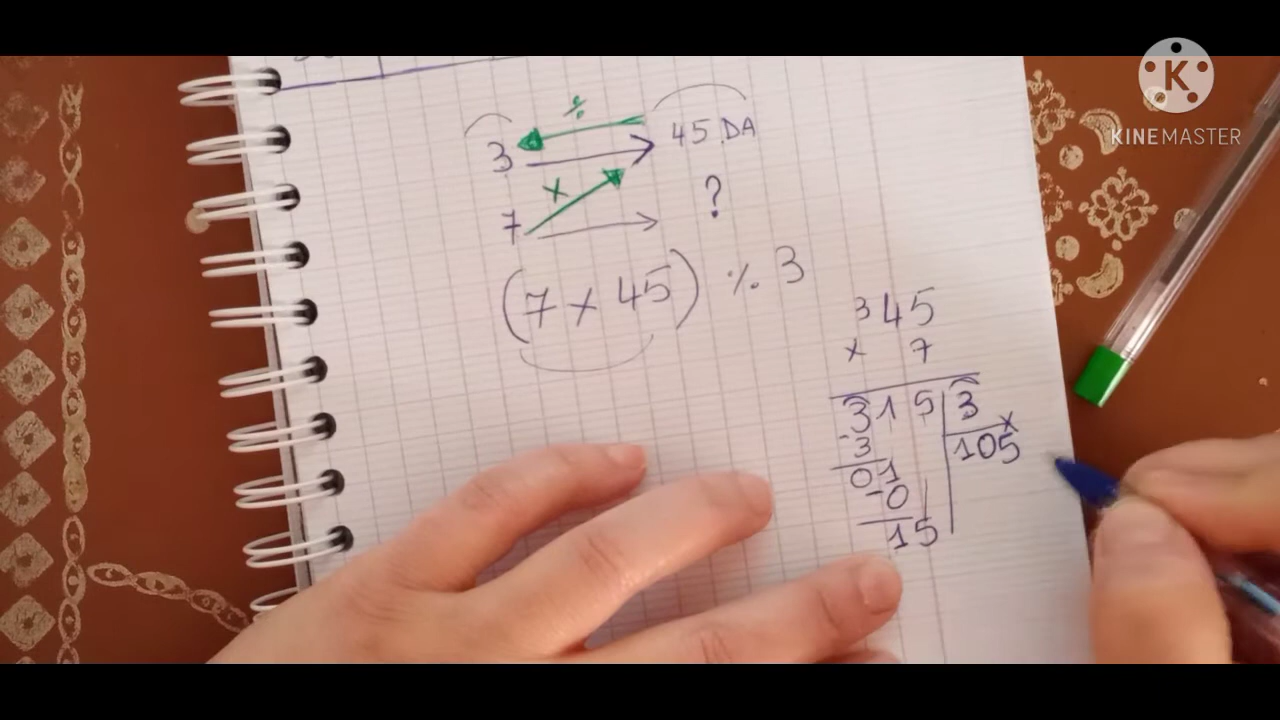 ÷
3 → 45 DA
×
7 → ?
(7 × 45) ÷ 3
345
× 7
315 | 3
-3 | 105
01
-0
15
×
K
KINEMASTER